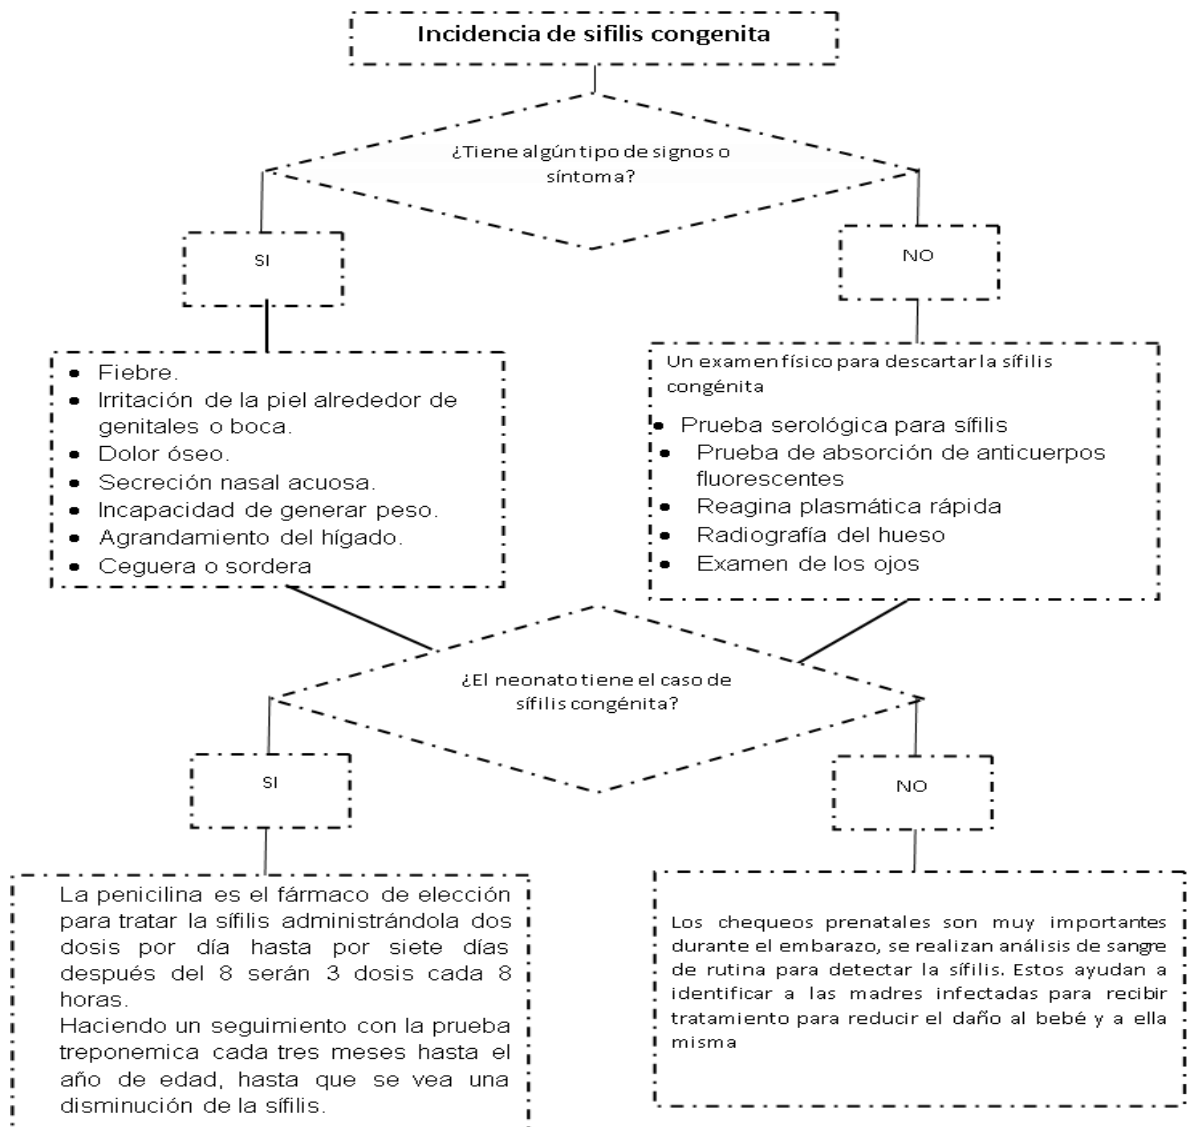 Incidencia de sifilis congenita
¿Tiene algún tipo de signos o
síntoma?
SI
NO
• Fiebre.
• Irritación de la piel alrededor de
genitales o boca.
• Dolor óseo.
• Secreción nasal acuosa.
• Incapacidad de generar peso.
• Agrandamiento del hígado.
• Ceguera o sordera
Un examen físico para descartar la sífilis
congénita
• Prueba serológica para sífilis
• Prueba de absorción de anticuerpos
fluorescentes
• Reagina plasmática rápida
• Radiografía del hueso
• Examen de los ojos
¿El neonato tiene el caso de
sífilis congénita?
SI
NO
La penicilina es el fármaco de elección
para tratar la sífilis administrándola dos
dosis por día hasta por siete días
después del 8 serán 3 dosis cada 8
horas.
Haciendo un seguimiento con la prueba
treponemica cada tres meses hasta el
año de edad, hasta que se vea una
disminución de la sífilis.
Los chequeos prenatales son muy importantes
durante el embarazo, se realizan análisis de sangre
de rutina para detectar la sífilis. Estos ayudan a
identificar a las madres infectadas para recibir
tratamiento para reducir el daño al bebé y a ella
misma